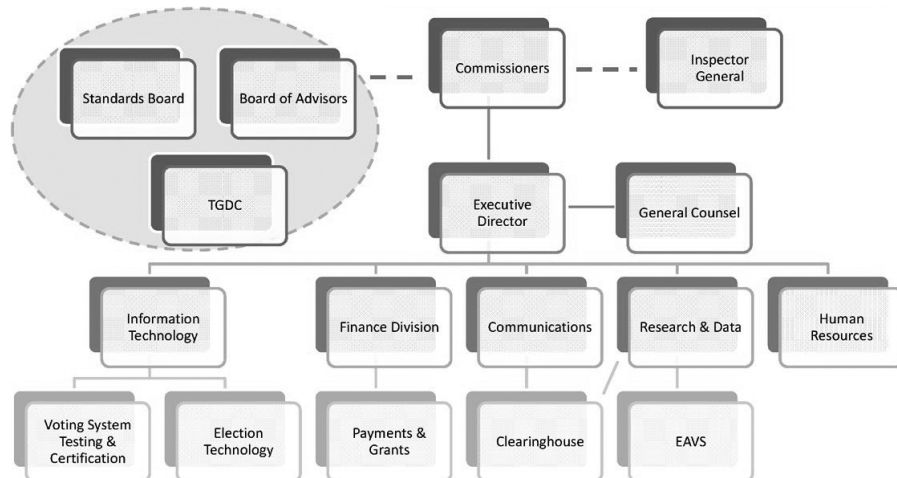 Standards Board
Board of Advisors
Commissioners
Inspector
General
TGDC
Executive
Director
General Counsel
Information
Technology
Finance Division
Communications
Research & Data
Human
Resources
Voting System
Testing &
Certification
Election
Technology
Payments &
Grants
Clearinghouse
EAVS